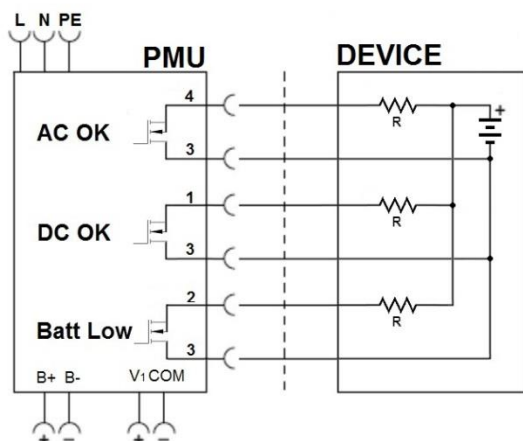 L N PE
PMU
DEVICE
4
+
AC OK
R
3
1
DC OK
R
3
2
Batt Low
R
3
B+ B- V1 COM
+ − + −